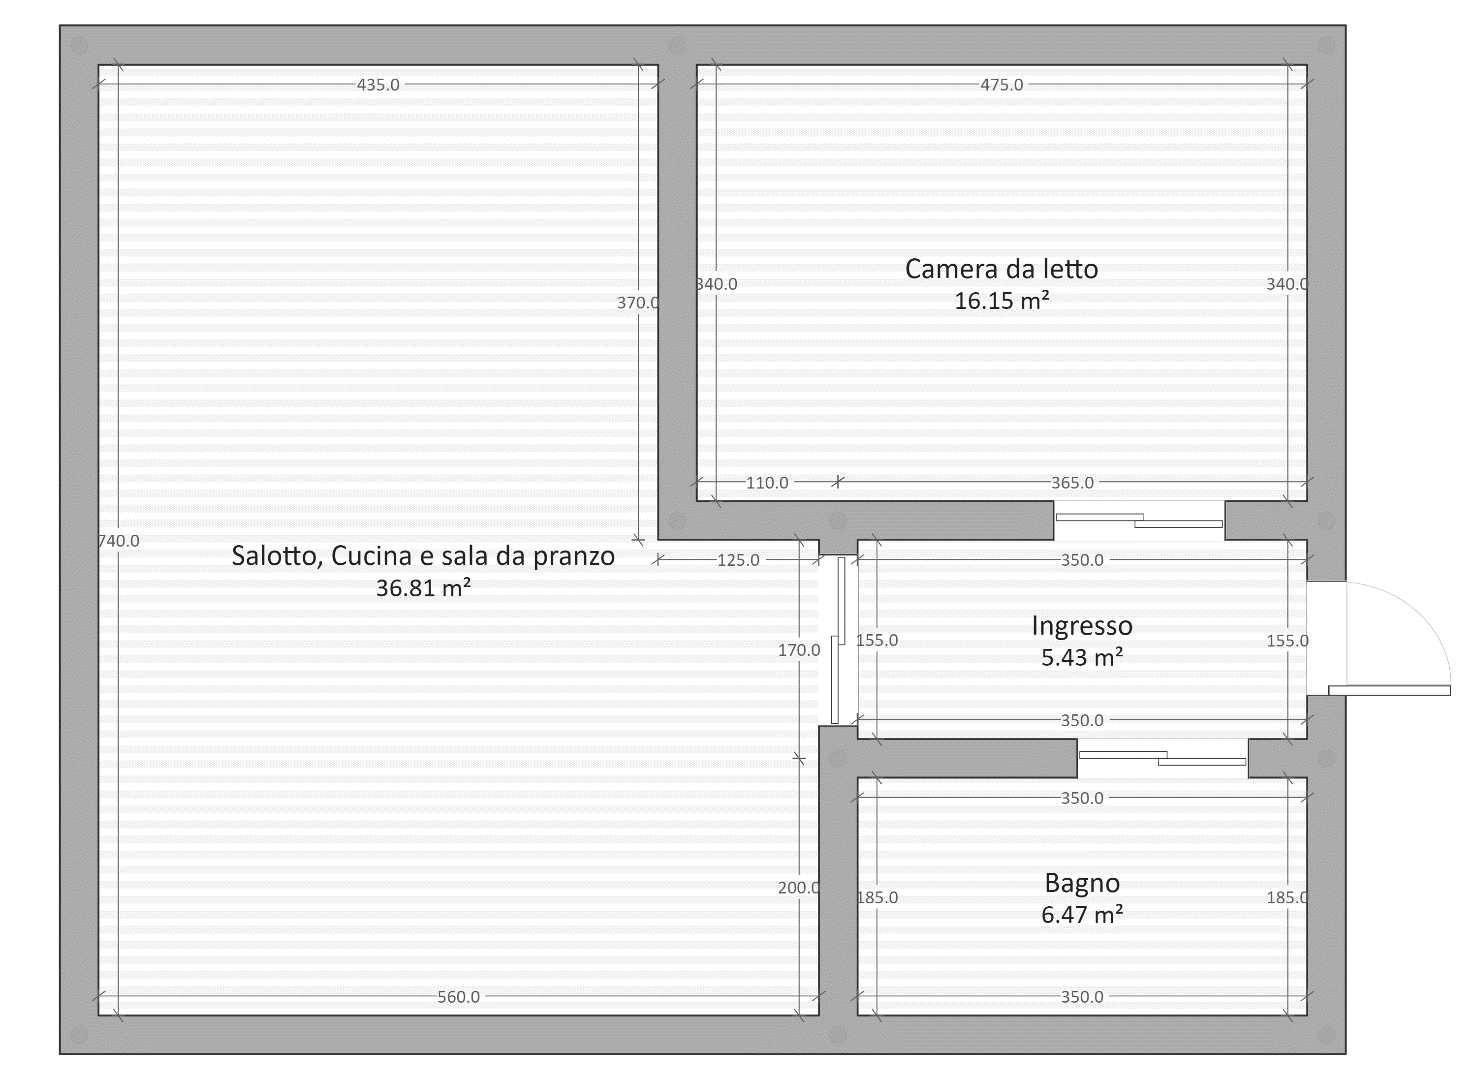 435.0
475.0
Camera da letto
16.15 m²
340.0
340.0
370.0
110.0
365.0
740.0
Salotto, Cucina e sala da pranzo
36.81 m²
125.0
350.0
Ingresso
5.43 m²
170.0
155.0
155.0
350.0
350.0
Bagno
6.47 m²
200.0
185.0
185.0
560.0
350.0